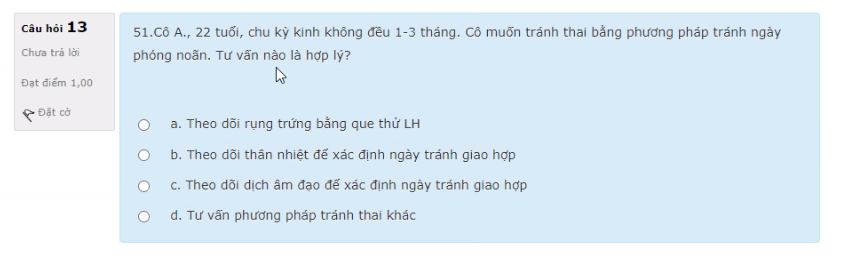 Câu hỏi 13
Chưa trả lời
Đạt điểm 1,00
Đặt cờ
51.Cô A., 22 tuổi, chu kỳ kinh không đều 1-3 tháng. Cô muốn tránh thai bằng phương pháp tránh ngày
phóng noãn. Tư vấn nào là hợp lý?
a. Theo dõi rụng trứng bằng que thử LH
b. Theo dõi thân nhiệt để xác định ngày tránh giao hợp
c. Theo dõi dịch âm đạo để xác định ngày tránh giao hợp
d. Tư vấn phương pháp tránh thai khác